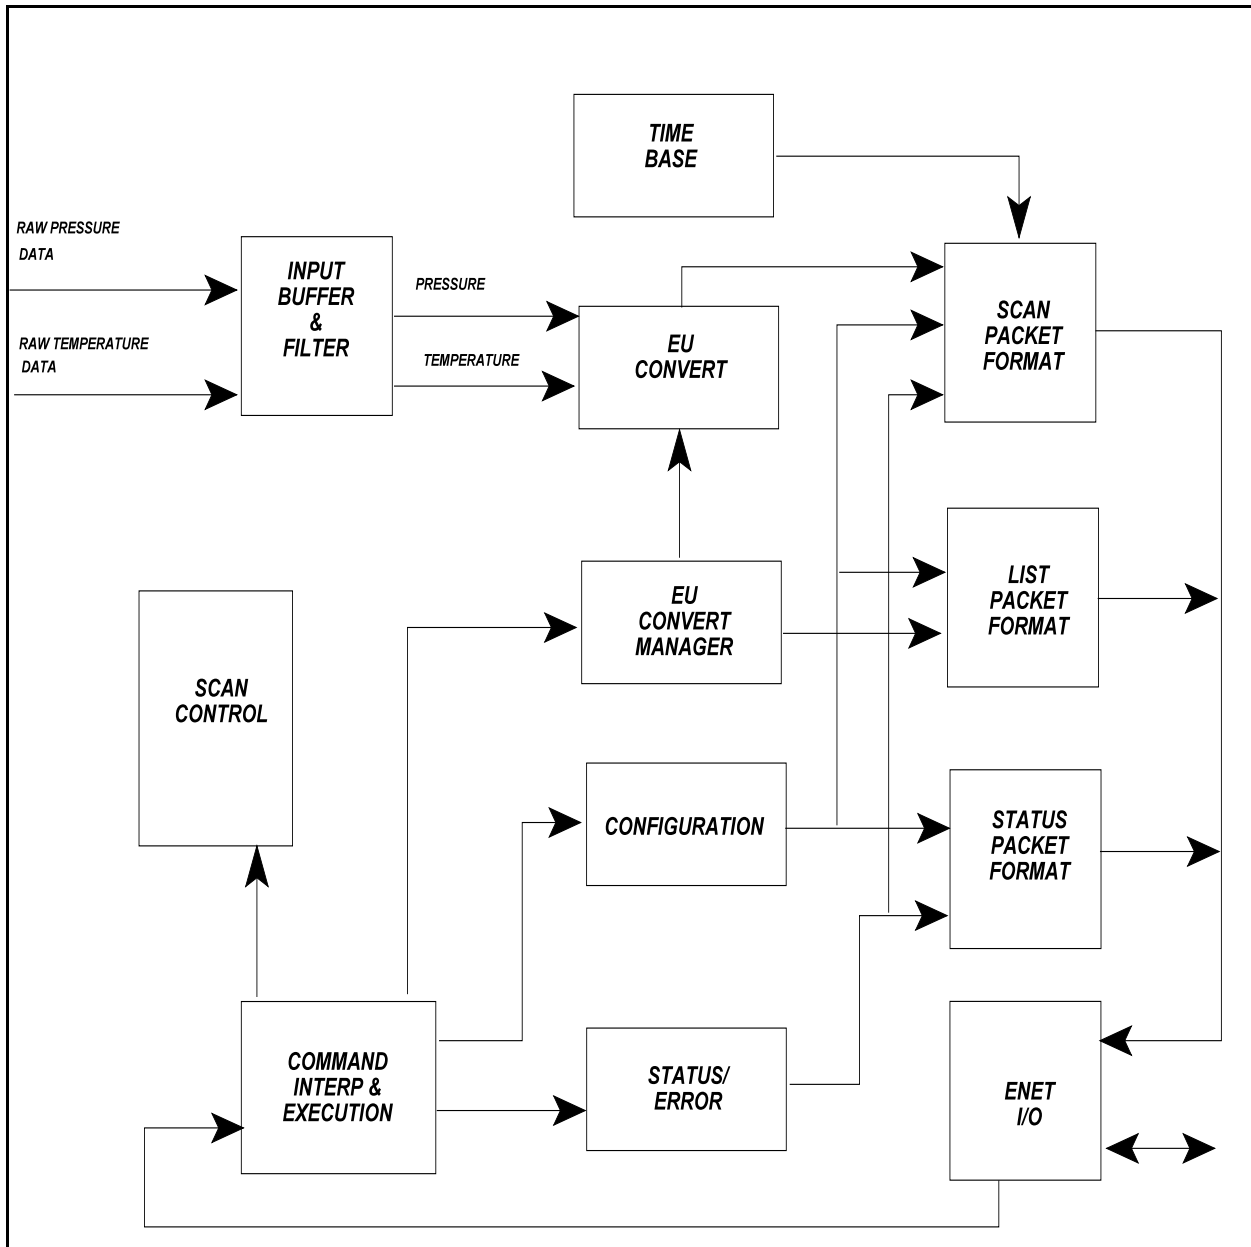 TIME
BASE
RAW PRESSURE
DATA
INPUT
BUFFER
&
FILTER
PRESSURE
SCAN
PACKET
FORMAT
RAW TEMPERATURE
DATA
TEMPERATURE
EU
CONVERT
LIST
PACKET
FORMAT
EU
CONVERT
MANAGER
SCAN
CONTROL
CONFIGURATION
STATUS
PACKET
FORMAT
COMMAND
INTERP &
EXECUTION
STATUS/
ERROR
ENET
I/O